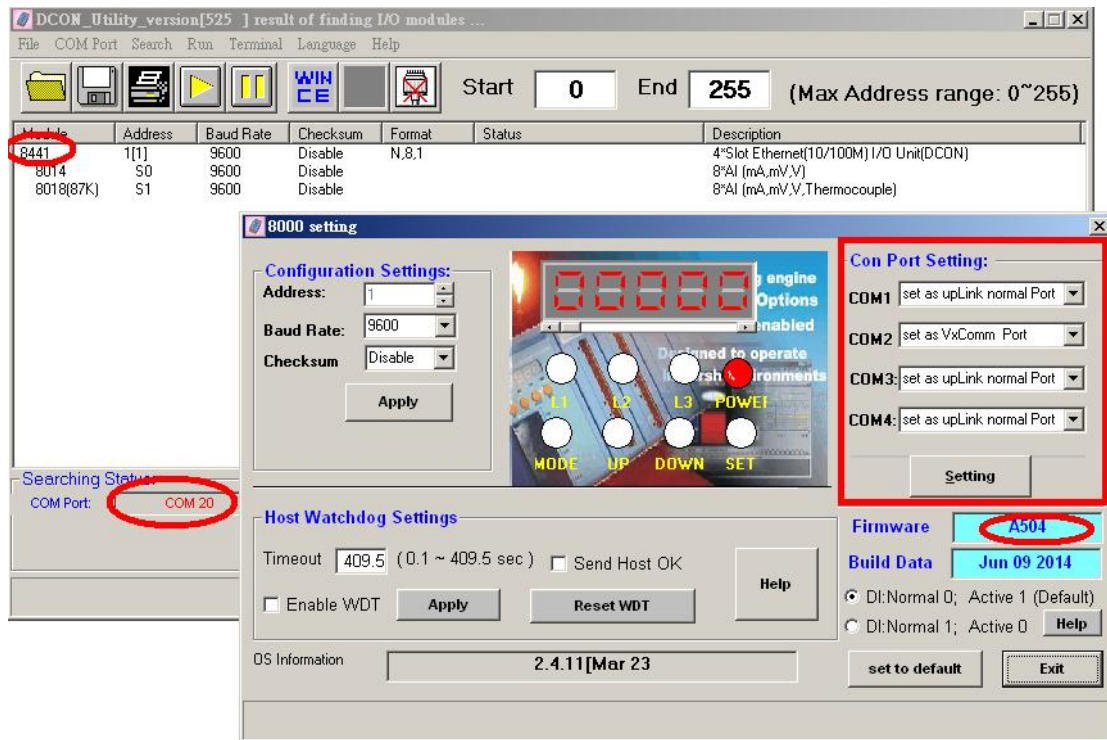 DCON_Utility_version[525 ] result of finding I/O modules ...
File COM Port Search Run Terminal Language Help
WIN CE Start 0 End 255 (Max Address range: 0~255)
Module Address Baud Rate Checksum Format Status Description
8441 1[1] 9600 Disable N,8,1 4*Slot Ethernet(10/100M) I/O Unit(DCON)
8014 S0 9600 Disable 8*AI (mA,mV,V)
8018(87K) S1 9600 Disable 8*AI (mA,mV,V,Thermocouple)
Searching Status:
COM Port: COM 20
8000 setting
Configuration Settings:
Address: 1
Baud Rate: 9600
Checksum Disable
Apply
engine
Options
enabled
Designed to operate
L1 L2 L3 POWER
MODE UP DOWN SET
Con Port Setting:
COM1 set as upLink normal Port
COM2 set as VxComm Port
COM3: set as upLink normal Port
COM4: set as upLink normal Port
Setting
Host Watchdog Settings
Timeout 409.5 ( 0.1 ~ 409.5 sec ) Send Host OK
Enable WDT Apply Reset WDT
Help
Firmware A504
Build Data Jun 09 2014
DI:Normal 0; Active 1 (Default)
DI:Normal 1; Active 0 Help
OS Information 2.4.11[Mar 23
set to default Exit